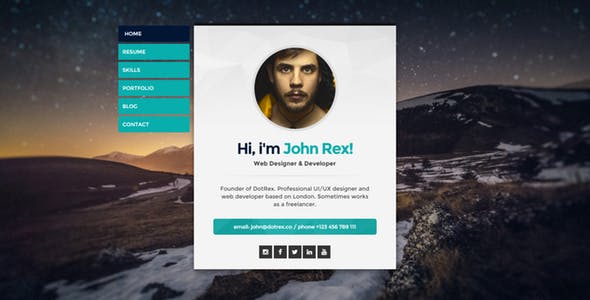 HOME
RESUME
SKILLS
PORTFOLIO
BLOG
CONTACT
Hi, i'm John Rex!
Web Designer & Developer
Founder of DotRex. Professional UI/UX designer and
web developer based on London. Sometimes works
as a freelancer.
email: john@dotrex.co / phone +123 456 789 111